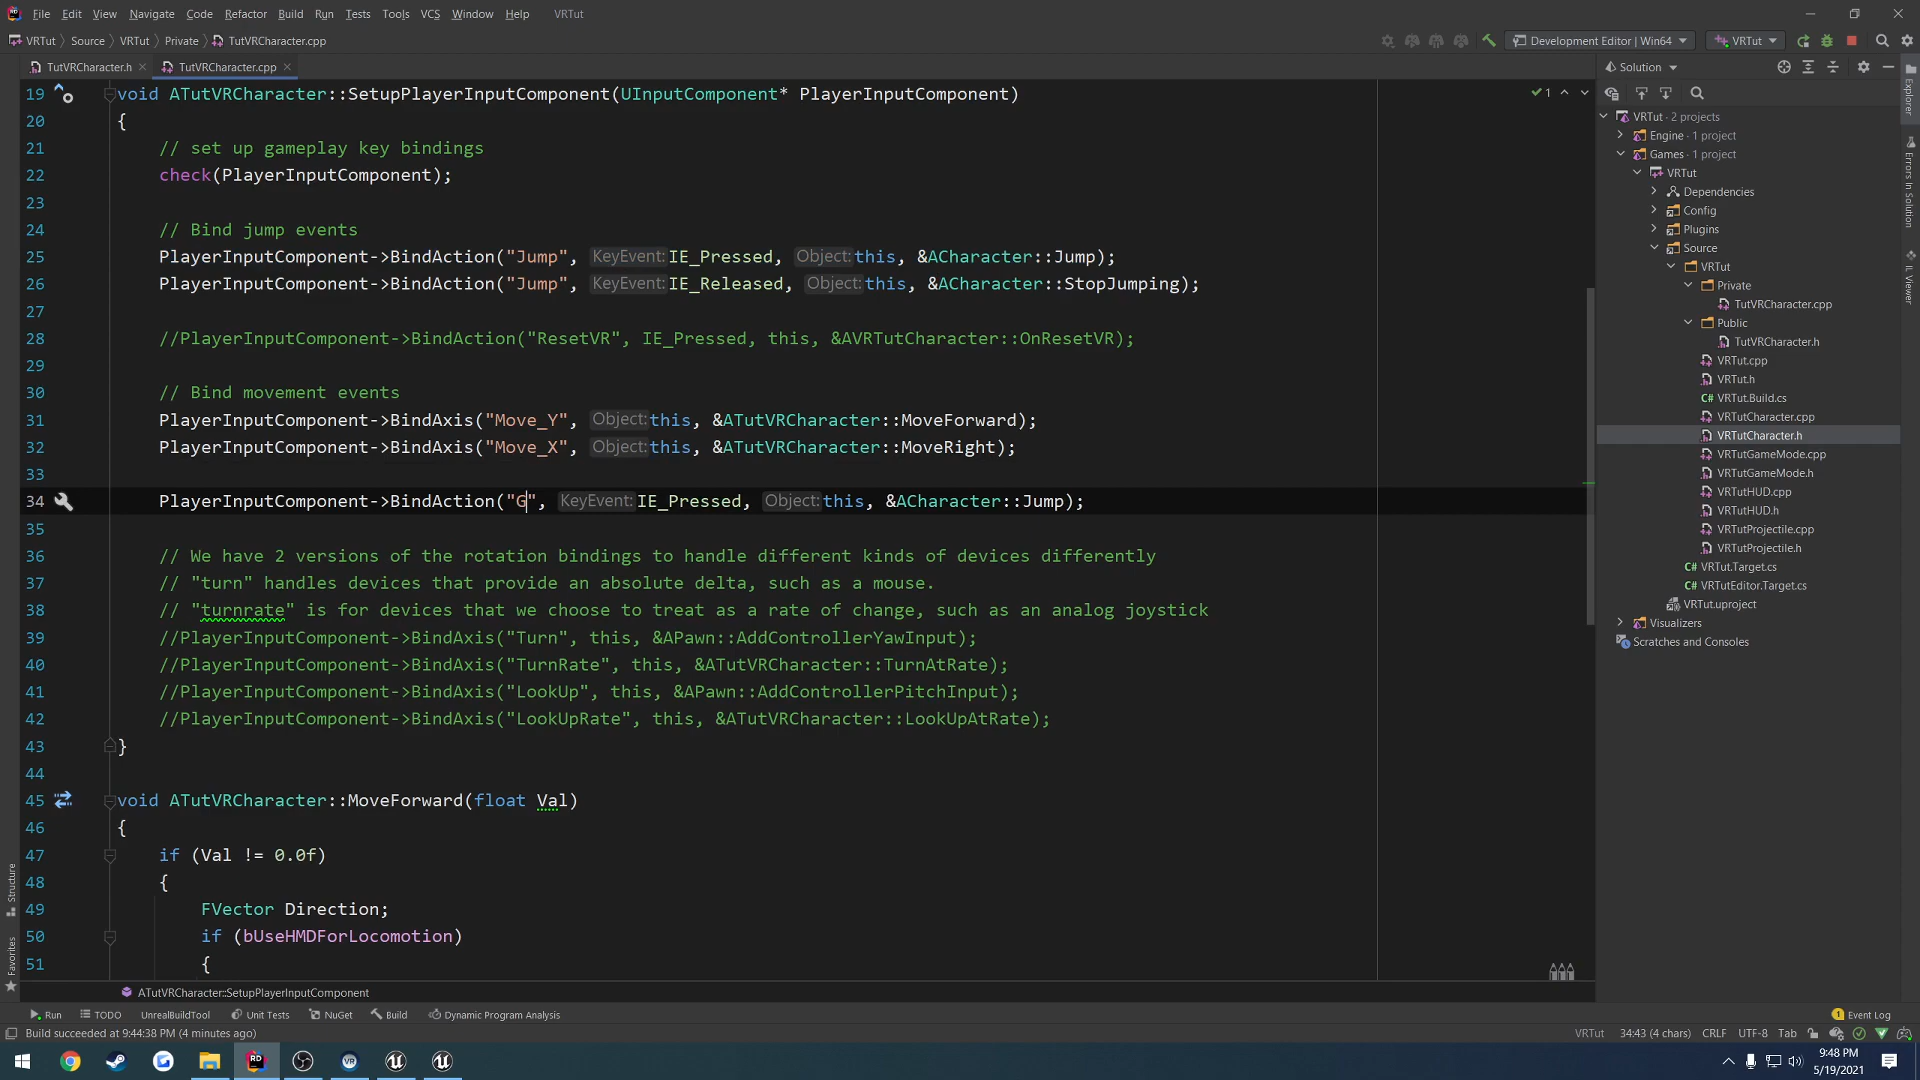 File Edit View Navigate Code Refactor Build Run Tests Tools VCS Window Help VRTut
VRTut Source VRTut Private TutVRCharacter.cpp Development Editor | Win64 VRTut
TutVRCharacter.h TutVRCharacter.cpp
19 void ATutVRCharacter::SetupPlayerInputComponent(UInputComponent* PlayerInputComponent)
1
20 {
21 // set up gameplay key bindings
22 check(PlayerInputComponent);
23
24 // Bind jump events
25 PlayerInputComponent->BindAction("Jump", KeyEvent: IE_Pressed, Object: this, &ACharacter::Jump);
26 PlayerInputComponent->BindAction("Jump", KeyEvent: IE_Released, Object: this, &ACharacter::StopJumping);
27
28 //PlayerInputComponent->BindAction("ResetVR", IE_Pressed, this, &AVRTutCharacter::OnResetVR);
29
30 // Bind movement events
31 PlayerInputComponent->BindAxis("Move_Y", Object: this, &ATutVRCharacter::MoveForward);
32 PlayerInputComponent->BindAxis("Move_X", Object: this, &ATutVRCharacter::MoveRight);
33
34 PlayerInputComponent->BindAction("G", KeyEvent: IE_Pressed, Object: this, &ACharacter::Jump);
35
36 // We have 2 versions of the rotation bindings to handle different kinds of devices differently
37 // "turn" handles devices that provide an absolute delta, such as a mouse.
38 // "turnrate" is for devices that we choose to treat as a rate of change, such as an analog joystick
39 //PlayerInputComponent->BindAxis("Turn", this, &APawn::AddControllerYawInput);
40 //PlayerInputComponent->BindAxis("TurnRate", this, &ATutVRCharacter::TurnAtRate);
41 //PlayerInputComponent->BindAxis("LookUp", this, &APawn::AddControllerPitchInput);
42 //PlayerInputComponent->BindAxis("LookUpRate", this, &ATutVRCharacter::LookUpAtRate);
43 }
44
45 void ATutVRCharacter::MoveForward(float Val)
46 {
47 if (Val != 0.0f)
48 {
49 FVector Direction;
50 if (bUseHMDForLocomotion)
51 {
Solution
VRTut · 2 projects
Engine · 1 project
Games · 1 project
VRTut
Dependencies
Config
Plugins
Source
VRTut
Private
TutVRCharacter.cpp
Public
TutVRCharacter.h
VRTut.cpp
VRTut.h
VRTut.Build.cs
VRTutCharacter.cpp
VRTutCharacter.h
VRTutGameMode.cpp
VRTutGameMode.h
VRTutHUD.cpp
VRTutHUD.h
VRTutProjectile.cpp
VRTutProjectile.h
VRTut.Target.cs
VRTutEditor.Target.cs
VRTut.uproject
Visualizers
Scratches and Consoles
Explorer
Errors In Solution
IL Viewer
Structure
Favorites
ATutVRCharacter::SetupPlayerInputComponent
Run TODO UnrealBuildTool Unit Tests NuGet Build Dynamic Program Analysis 1 Event Log
Build succeeded at 9:44:38 PM (4 minutes ago) VRTut 34:43 (4 chars) CRLF UTF-8 Tab
9:48 PM
5/19/2021